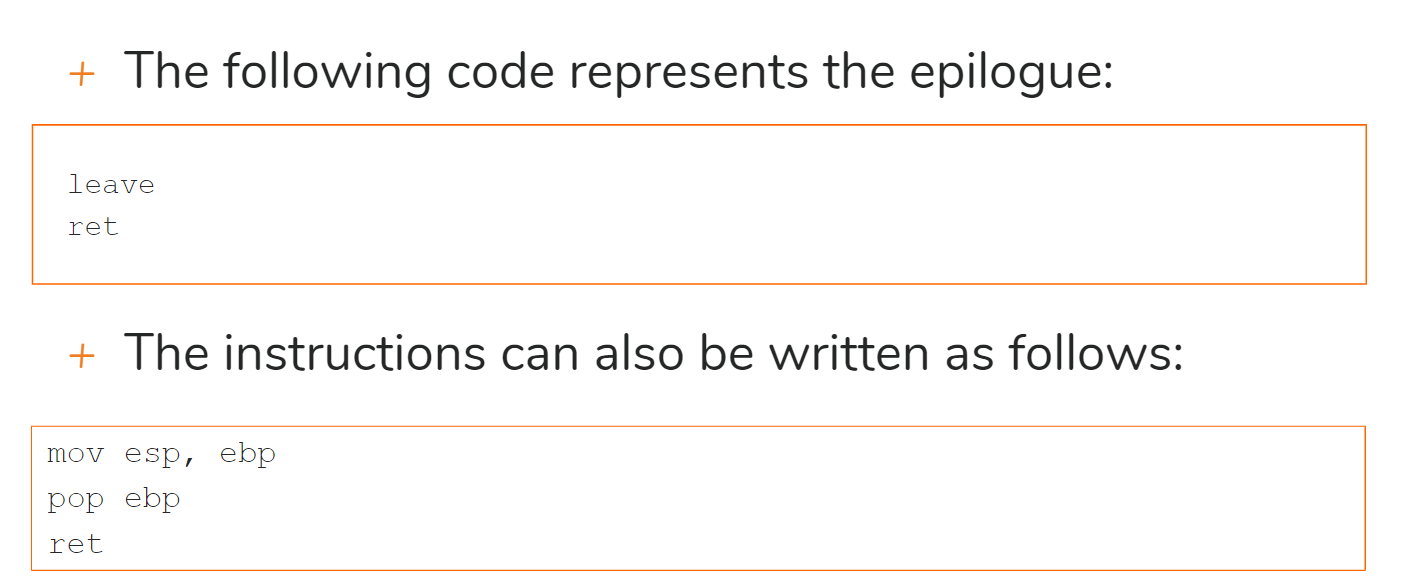 + The following code represents the epilogue:
leave
ret
+ The instructions can also be written as follows:
mov esp, ebp
pop ebp
ret